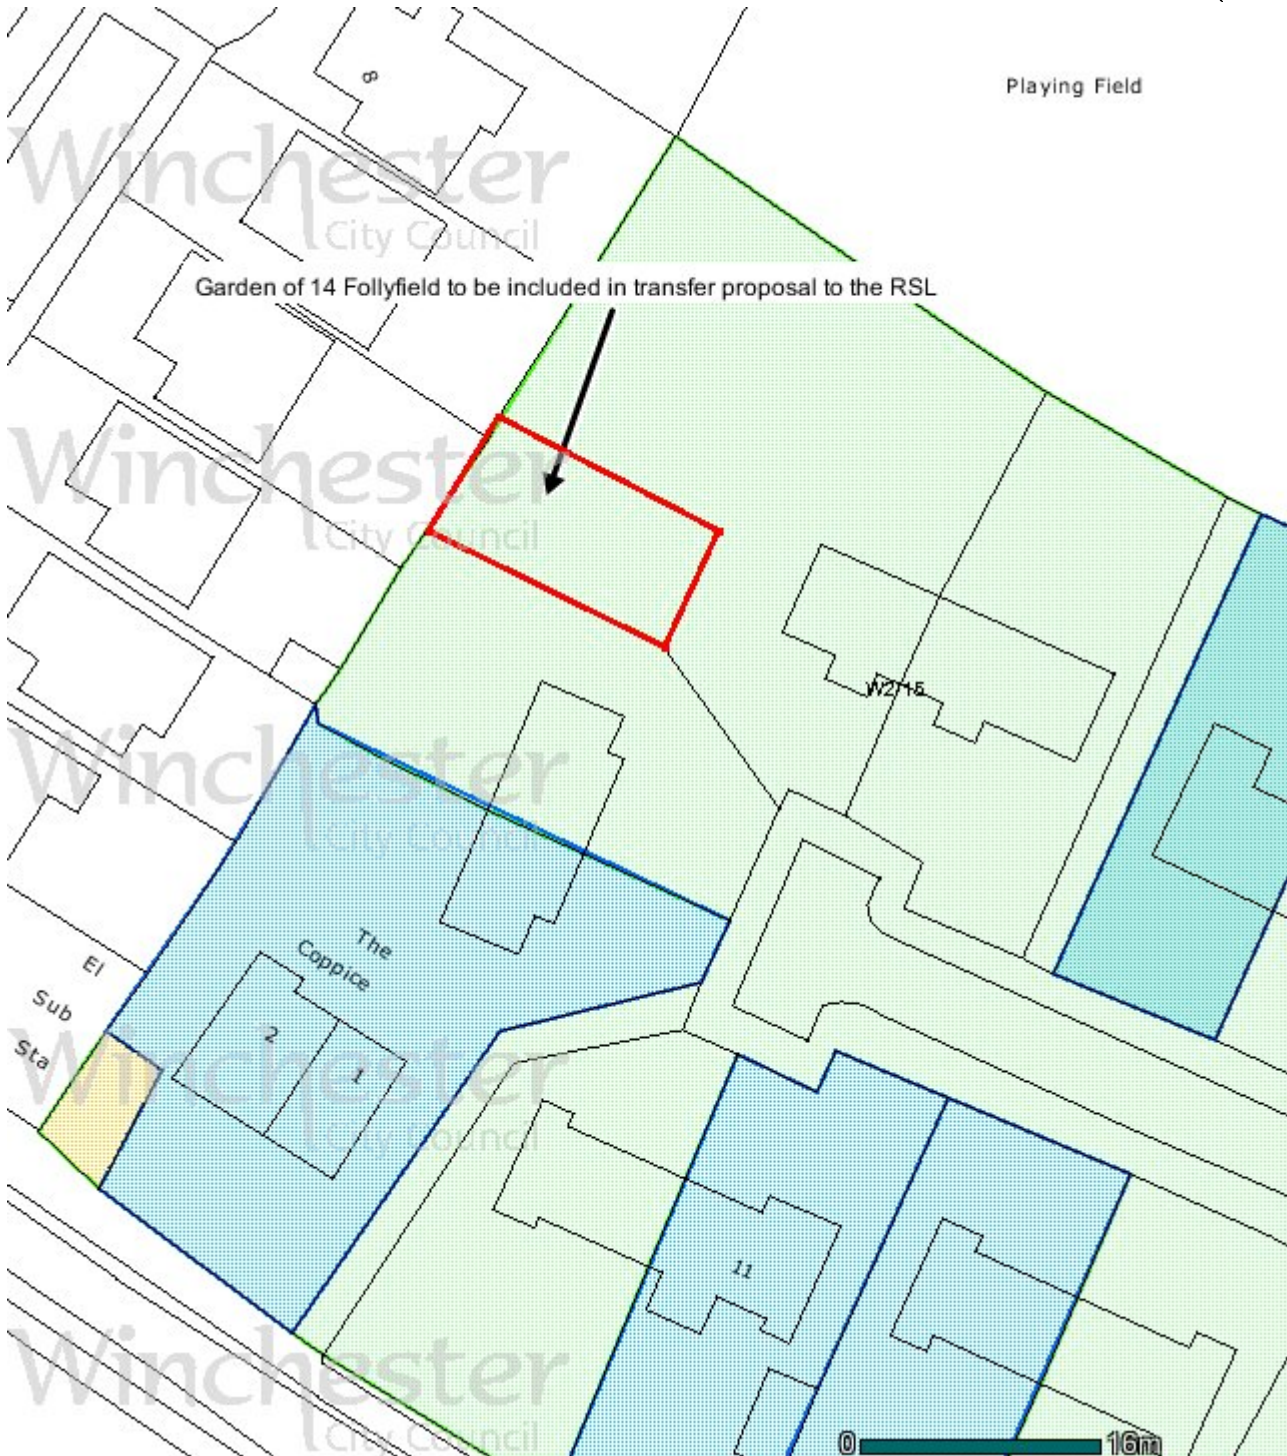 Playing Field
8
Winchester
City Council
Garden of 14 Follyfield to be included in transfer proposal to the RSL
Winchester
City Council
W2/15
Winchester
City Council
The
Coppice
El
Sub
Sta
2
1
Winchester
City Council
11
Winchester
City Council
0 16m